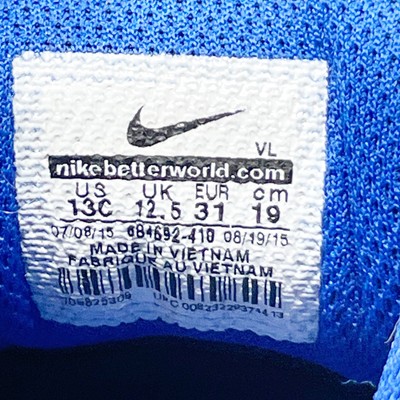 VL
nikebetterworld.com
US UK EUR cm
13C 12.5 31 19
07/08/15 684692-410 08/19/15
MADE IN VIETNAM
FABRIQUE AU VIETNAM